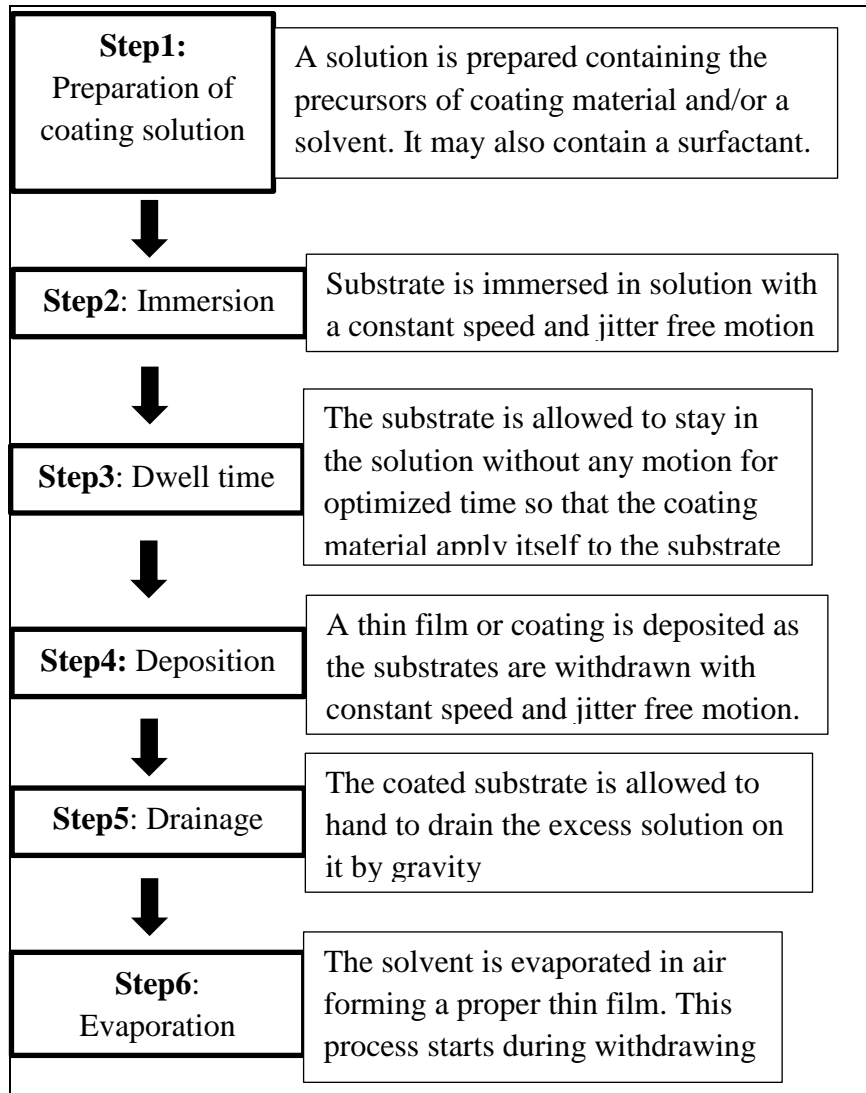 Step1:
Preparation of
coating solution
A solution is prepared containing the
precursors of coating material and/or a
solvent. It may also contain a surfactant.
Step2: Immersion
Substrate is immersed in solution with
a constant speed and jitter free motion
Step3: Dwell time
The substrate is allowed to stay in
the solution without any motion for
optimized time so that the coating
material apply itself to the substrate
Step4: Deposition
A thin film or coating is deposited as
the substrates are withdrawn with
constant speed and jitter free motion.
Step5: Drainage
The coated substrate is allowed to
hand to drain the excess solution on
it by gravity
Step6:
Evaporation
The solvent is evaporated in air
forming a proper thin film. This
process starts during withdrawing